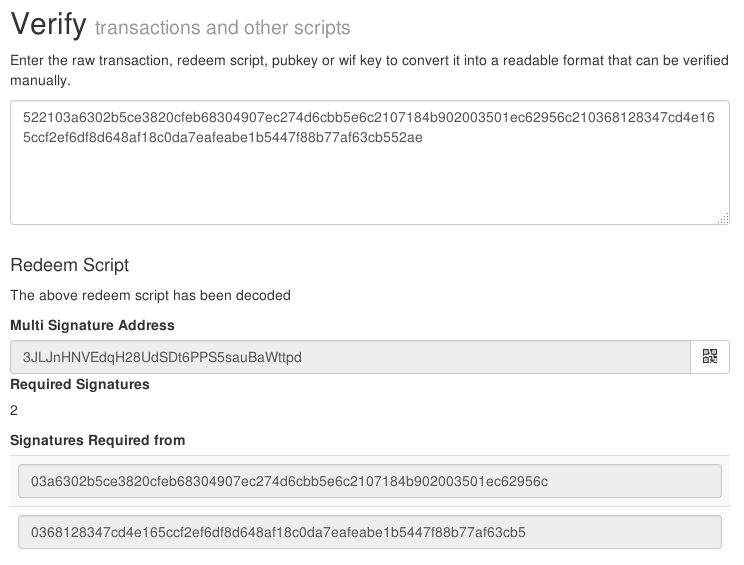 Verify transactions and other scripts
Enter the raw transaction, redeem script, pubkey or wif key to convert it into a readable format that can be verified
manually.
522103a6302b5ce3820cfeb68304907ec274d6cbb5e6c2107184b902003501ec62956c210368128347cd4e16
5ccf2ef6df8d648af18c0da7eafeabe1b5447f88b77af63cb552ae
Redeem Script
The above redeem script has been decoded
Multi Signature Address
3JLJnHNVEdqH28UdSDt6PPS5sauBaWttpd
Required Signatures
2
Signatures Required from
03a6302b5ce3820cfeb68304907ec274d6cbb5e6c2107184b902003501ec62956c
0368128347cd4e165ccf2ef6df8d648af18c0da7eafeabe1b5447f88b77af63cb5